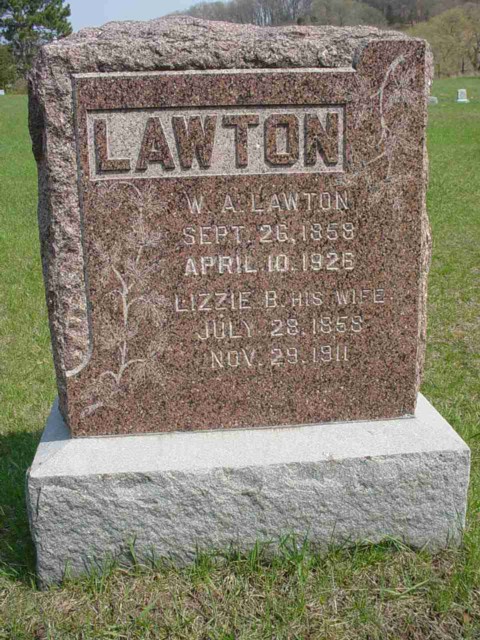 LAWTON
W. A. LAWTON
SEPT. 26, 1858
APRIL 10, 1926
LIZZIE B. HIS WIFE
JULY 28, 1858
NOV. 29, 1911